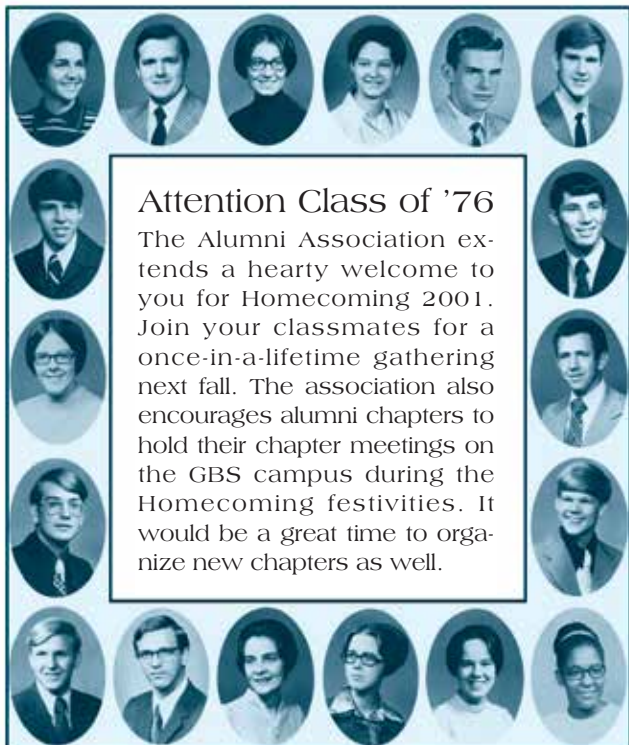 Attention Class of ’76
The Alumni Association ex-
tends a hearty welcome to
you for Homecoming 2001.
Join your classmates for a
once-in-a-lifetime gathering
next fall. The association also
encourages alumni chapters to
hold their chapter meetings on
the GBS campus during the
Homecoming festivities. It
would be a great time to orga-
nize new chapters as well.